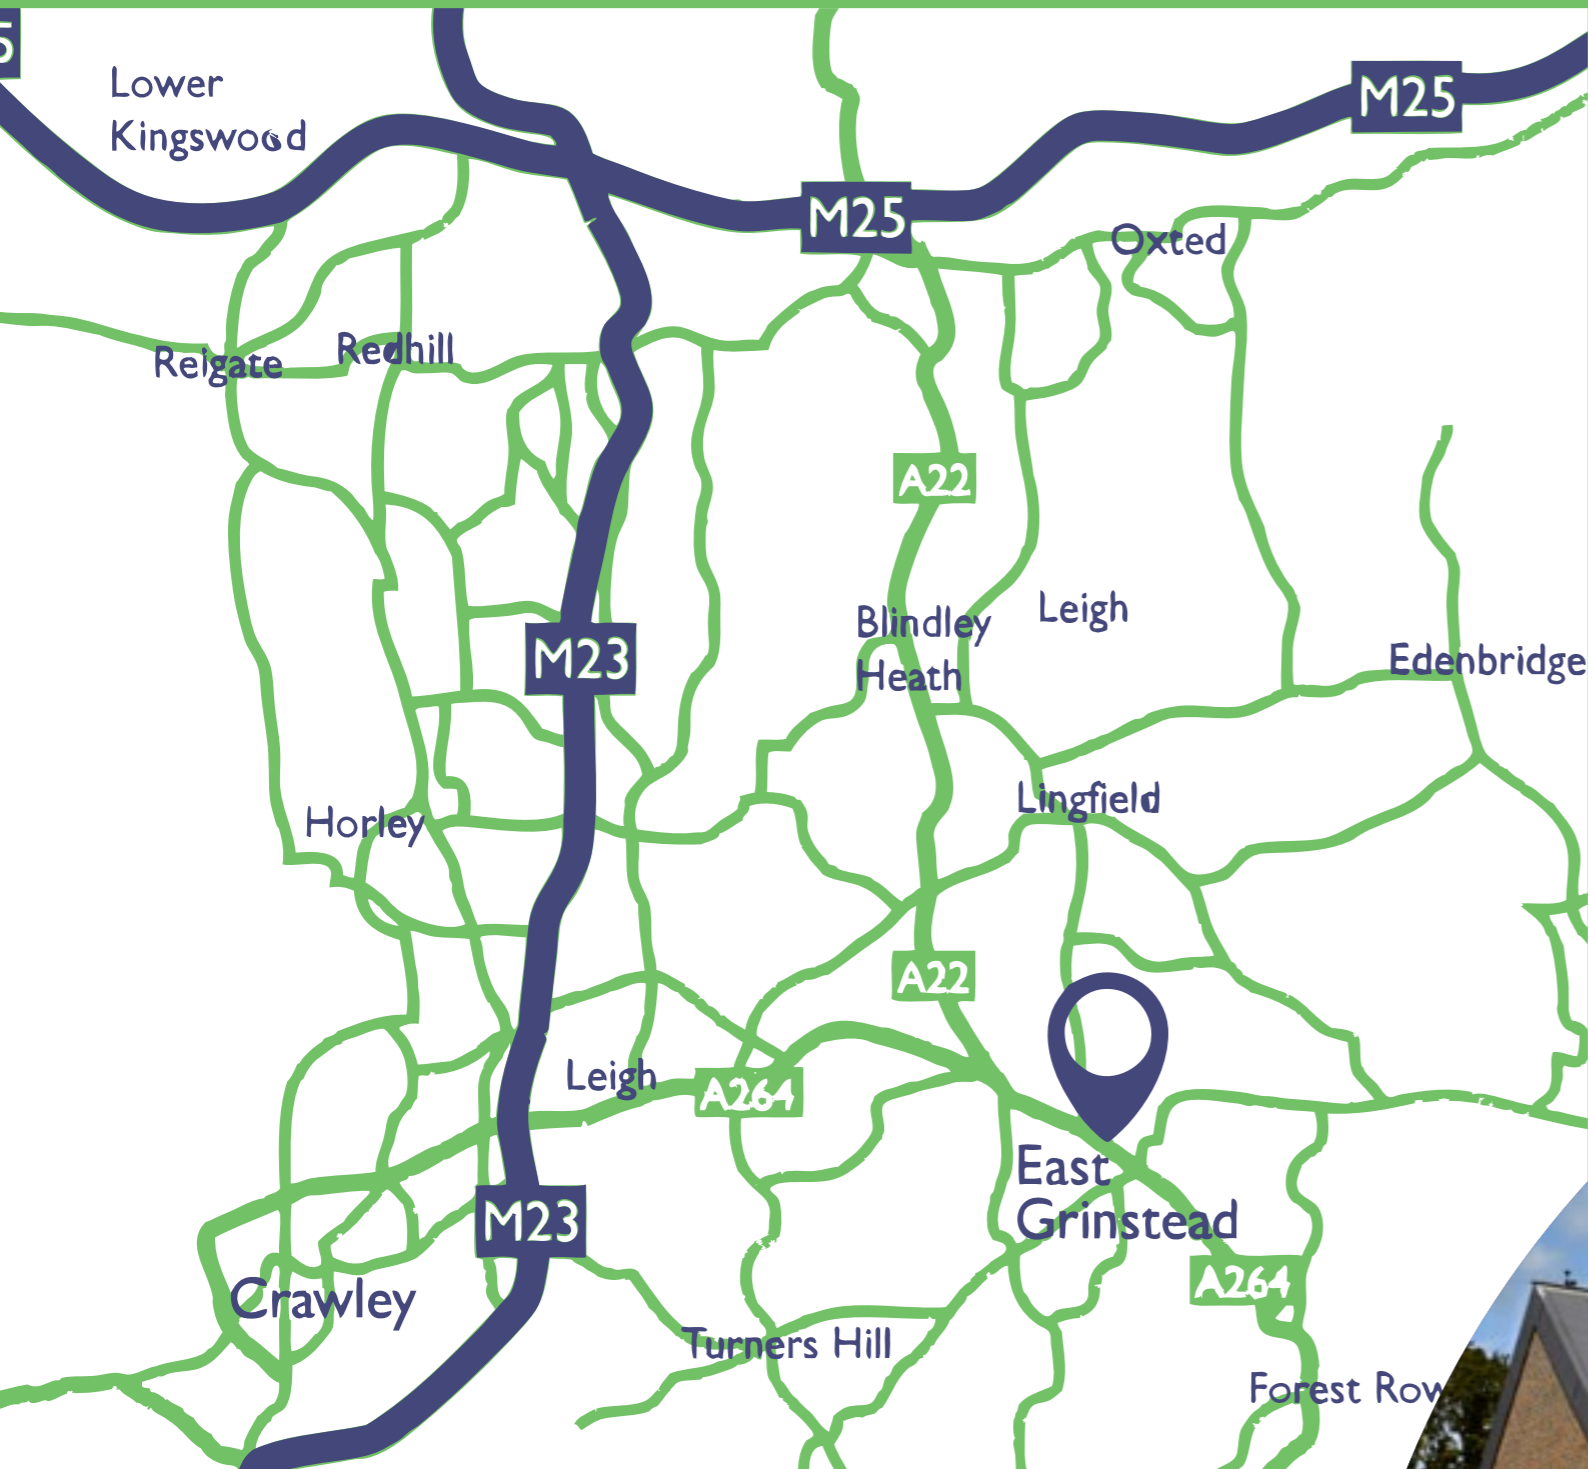 5
Lower
Kingswood
M25
M25
Oxted
Reigate
Redhill
A22
Leigh
Blindley
Heath
M23
Edenbridge
Lingfield
Horley
A22
Leigh
A264
East
Grinstead
M23
A264
Crawley
Turners Hill
Forest Row